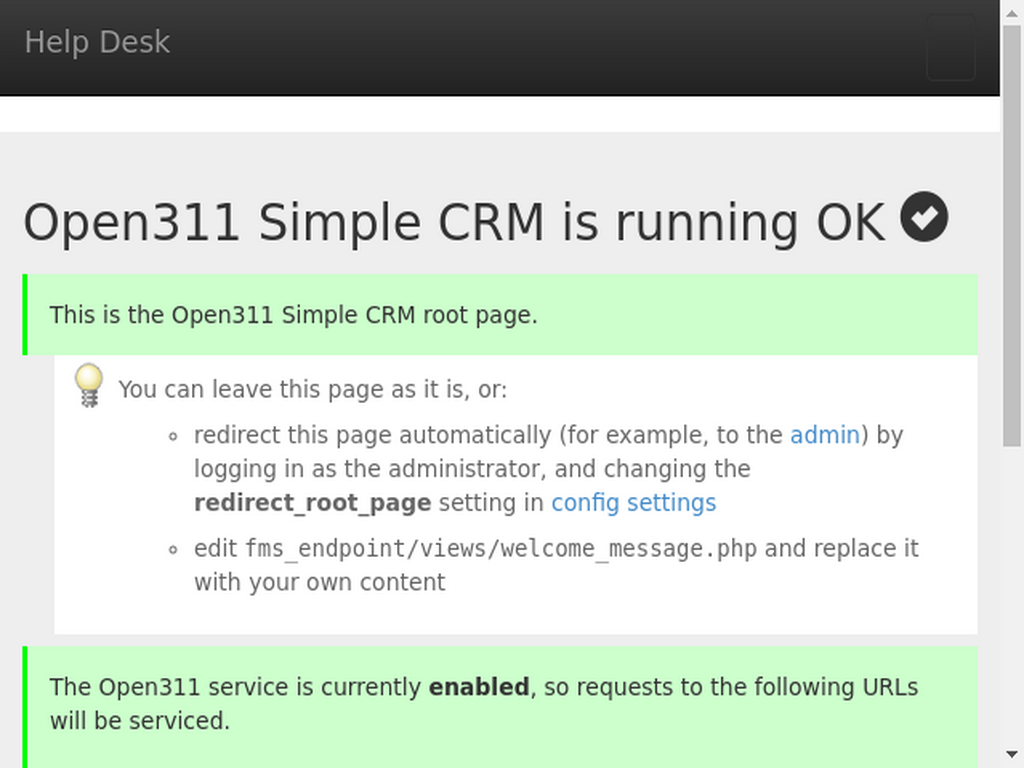 Help Desk
Open311 Simple CRM is running OK
This is the Open311 Simple CRM root page.
You can leave this page as it is, or:
redirect this page automatically (for example, to the admin) by
logging in as the administrator, and changing the
redirect_root_page setting in config settings
edit fms_endpoint/views/welcome_message.php and replace it
with your own content
The Open311 service is currently enabled, so requests to the following URLs
will be serviced.